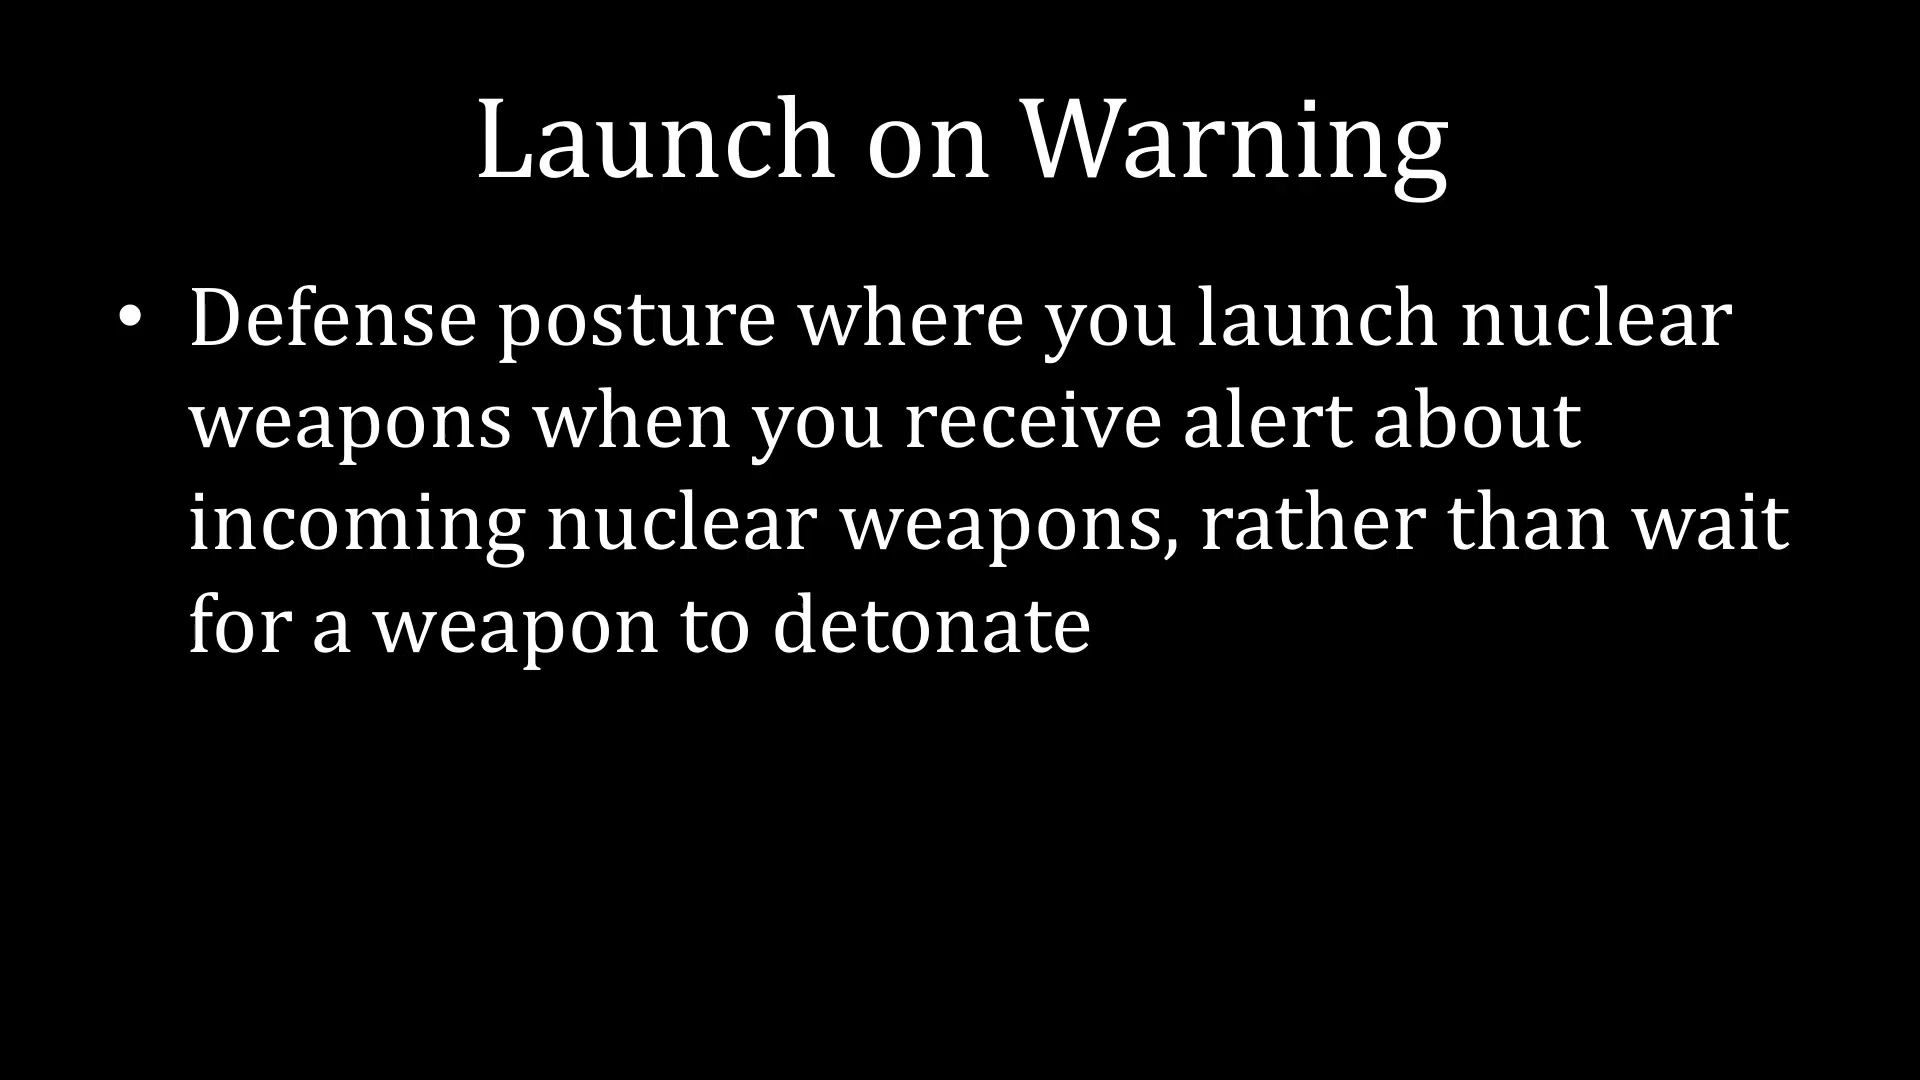 Launch on Warning
• Defense posture where you launch nuclear
weapons when you receive alert about
incoming nuclear weapons, rather than wait
for a weapon to detonate